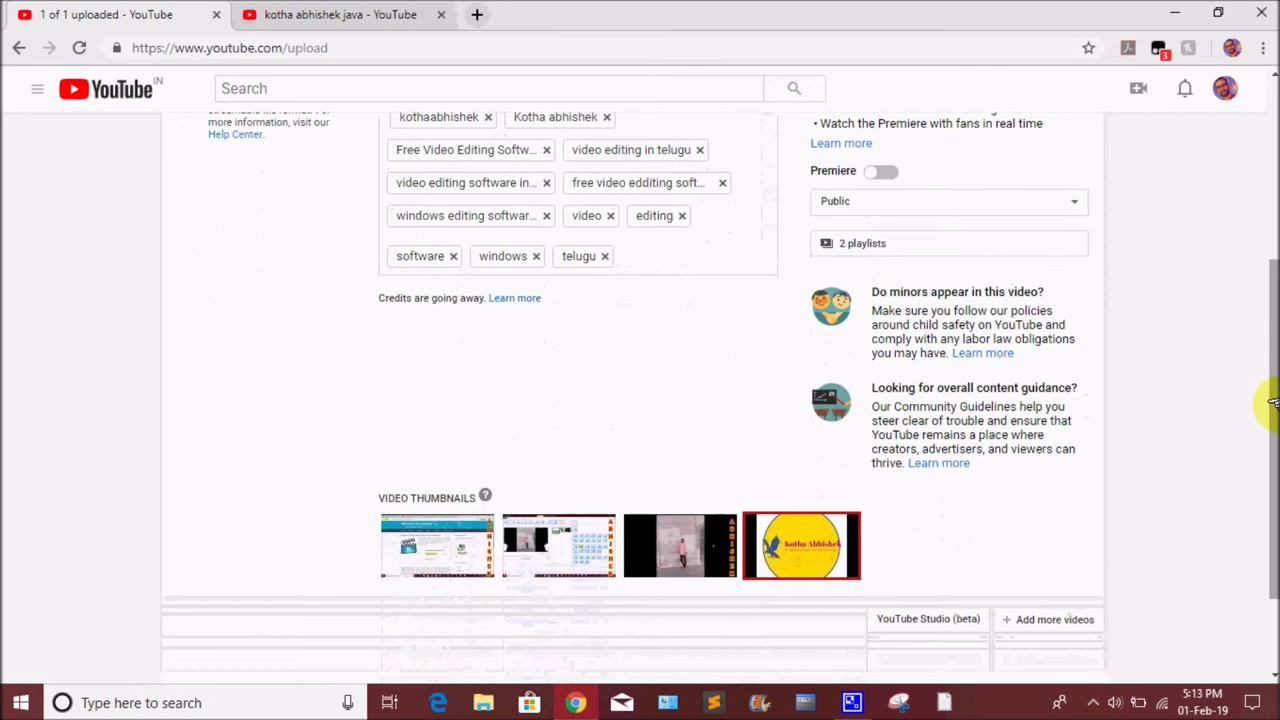 1 of 1 uploaded - YouTube
kotha abhishek java - YouTube
https://www.youtube.com/upload
3
YouTube IN
Search
more information, visit our
Help Center.
kothaabhishek
Kotha abhishek
Free Video Editing Softw...
video editing in telugu
video editing software in...
free video edditing soft...
windows editing softwar...
video
editing
software
windows
telugu
Credits are going away. Learn more
• Watch the Premiere with fans in real time
Learn more
Premiere
Public
2 playlists
Do minors appear in this video?
Make sure you follow our policies
around child safety on YouTube and
comply with any labor law obligations
you may have. Learn more
Looking for overall content guidance?
Our Community Guidelines help you
steer clear of trouble and ensure that
YouTube remains a place where
creators, advertisers, and viewers can
thrive. Learn more
VIDEO THUMBNAILS ?
ABHISHEK
ABHISHEK
ABHISHEK
Kotha Abhishek
YouTube Studio (beta)
+ Add more videos
Type here to search
5:13 PM
01-Feb-19